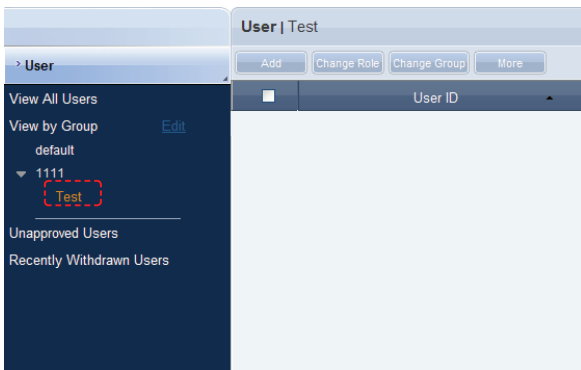 User | Test
User
Add Change Role Change Group More
View All Users
User ID
View by Group Edit
default
1111
Test
Unapproved Users
Recently Withdrawn Users